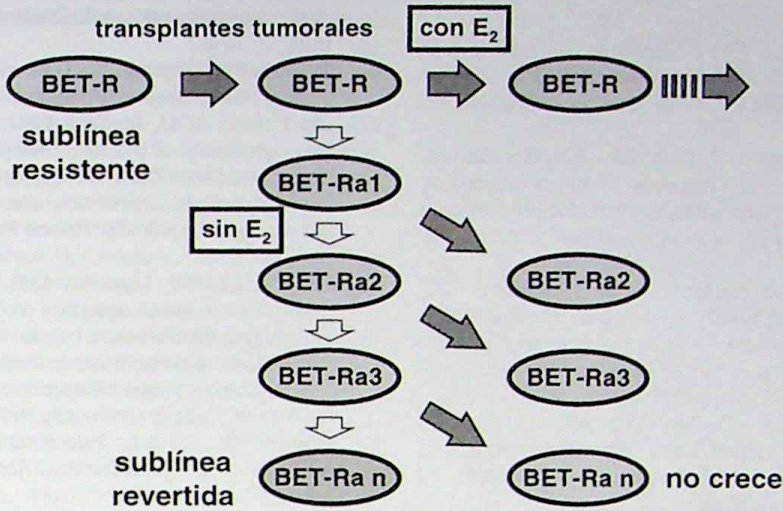 transplantes tumorales
con E₂
BET-R
BET-R
BET-R
sublínea
resistente
BET-Ra1
sin E₂
BET-Ra2
BET-Ra2
BET-Ra3
BET-Ra3
sublínea
revertida
BET-Ra n
BET-Ra n
no crece